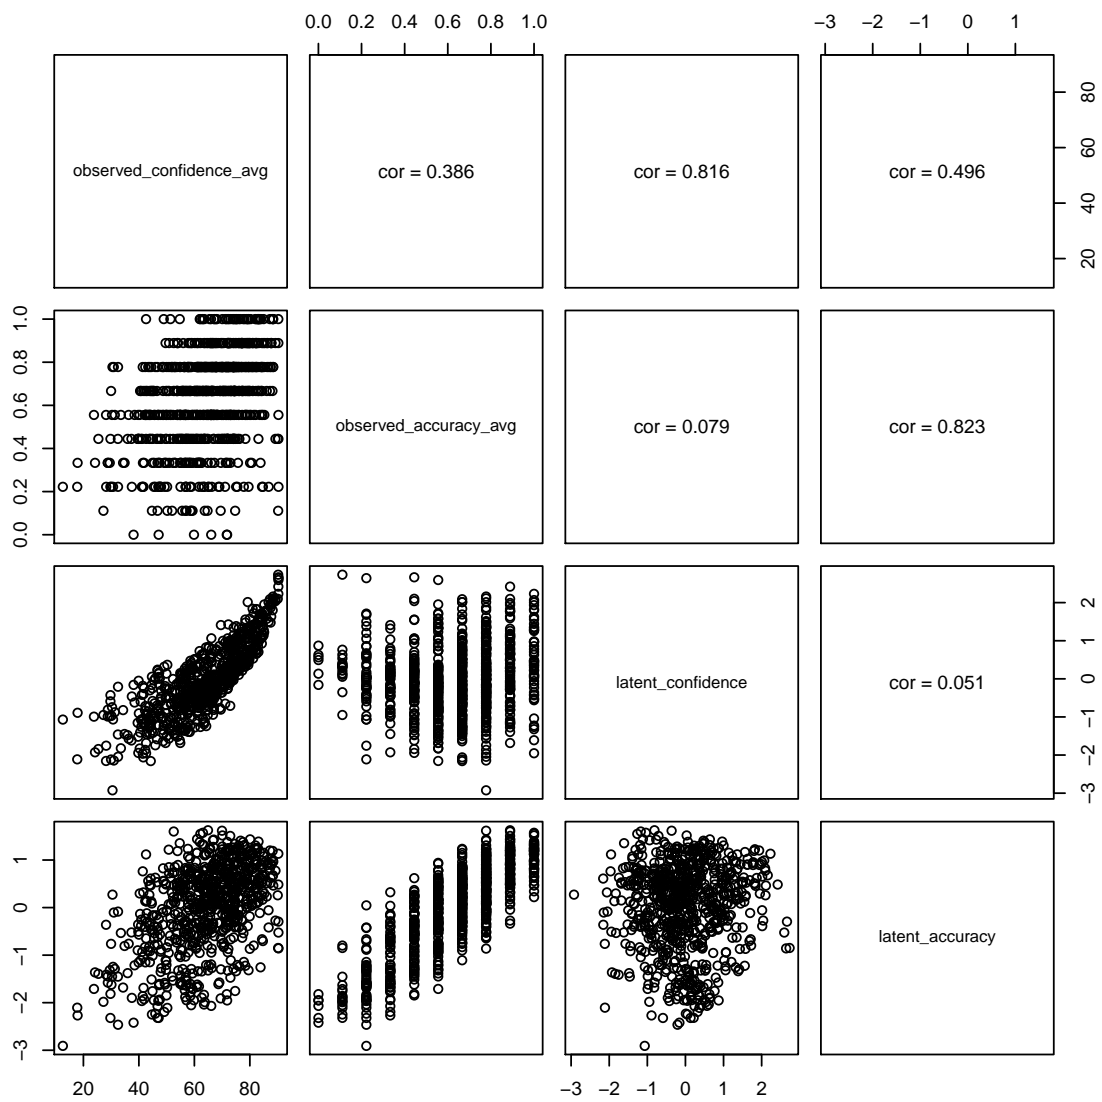 0.0 0.2 0.4 0.6 0.8 1.0
−3 −2 −1 0 1
observed_confidence_avg
cor = 0.386
cor = 0.816
cor = 0.496
20 40 60 80
0.0 0.2 0.4 0.6 0.8 1.0
observed_accuracy_avg
cor = 0.079
cor = 0.823
latent_confidence
cor = 0.051
−3 −2 −1 0 1 2
−3 −2 −1 0 1
latent_accuracy
20 40 60 80
−3 −2 −1 0 1 2